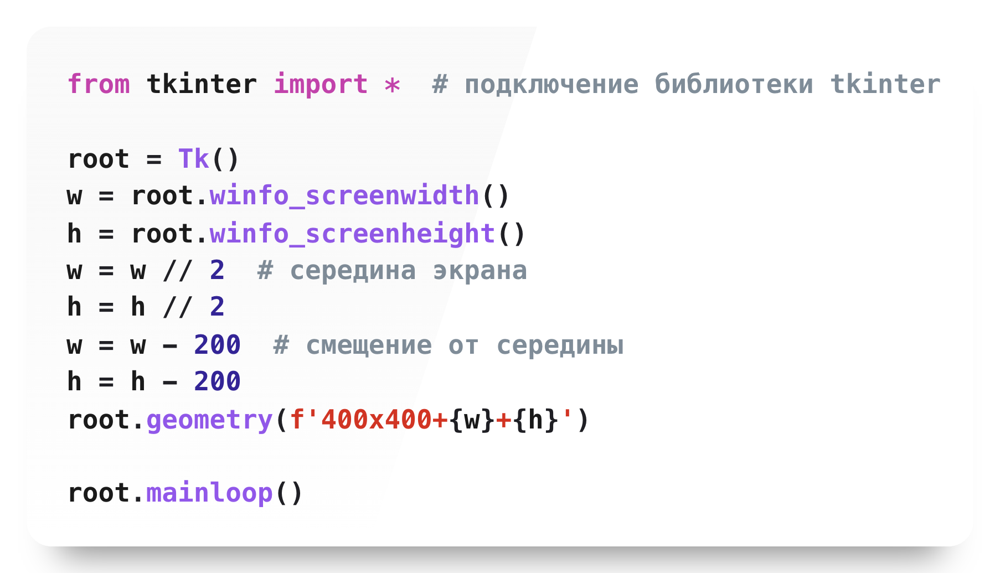 from tkinter import *  # подключение библиотеки tkinter
root = Tk()
w = root.winfo_screenwidth()
h = root.winfo_screenheight()
w = w // 2  # середина экрана
h = h // 2
w = w - 200  # смещение от середины
h = h - 200
root.geometry(f'400x400+{w}+{h}')
root.mainloop()